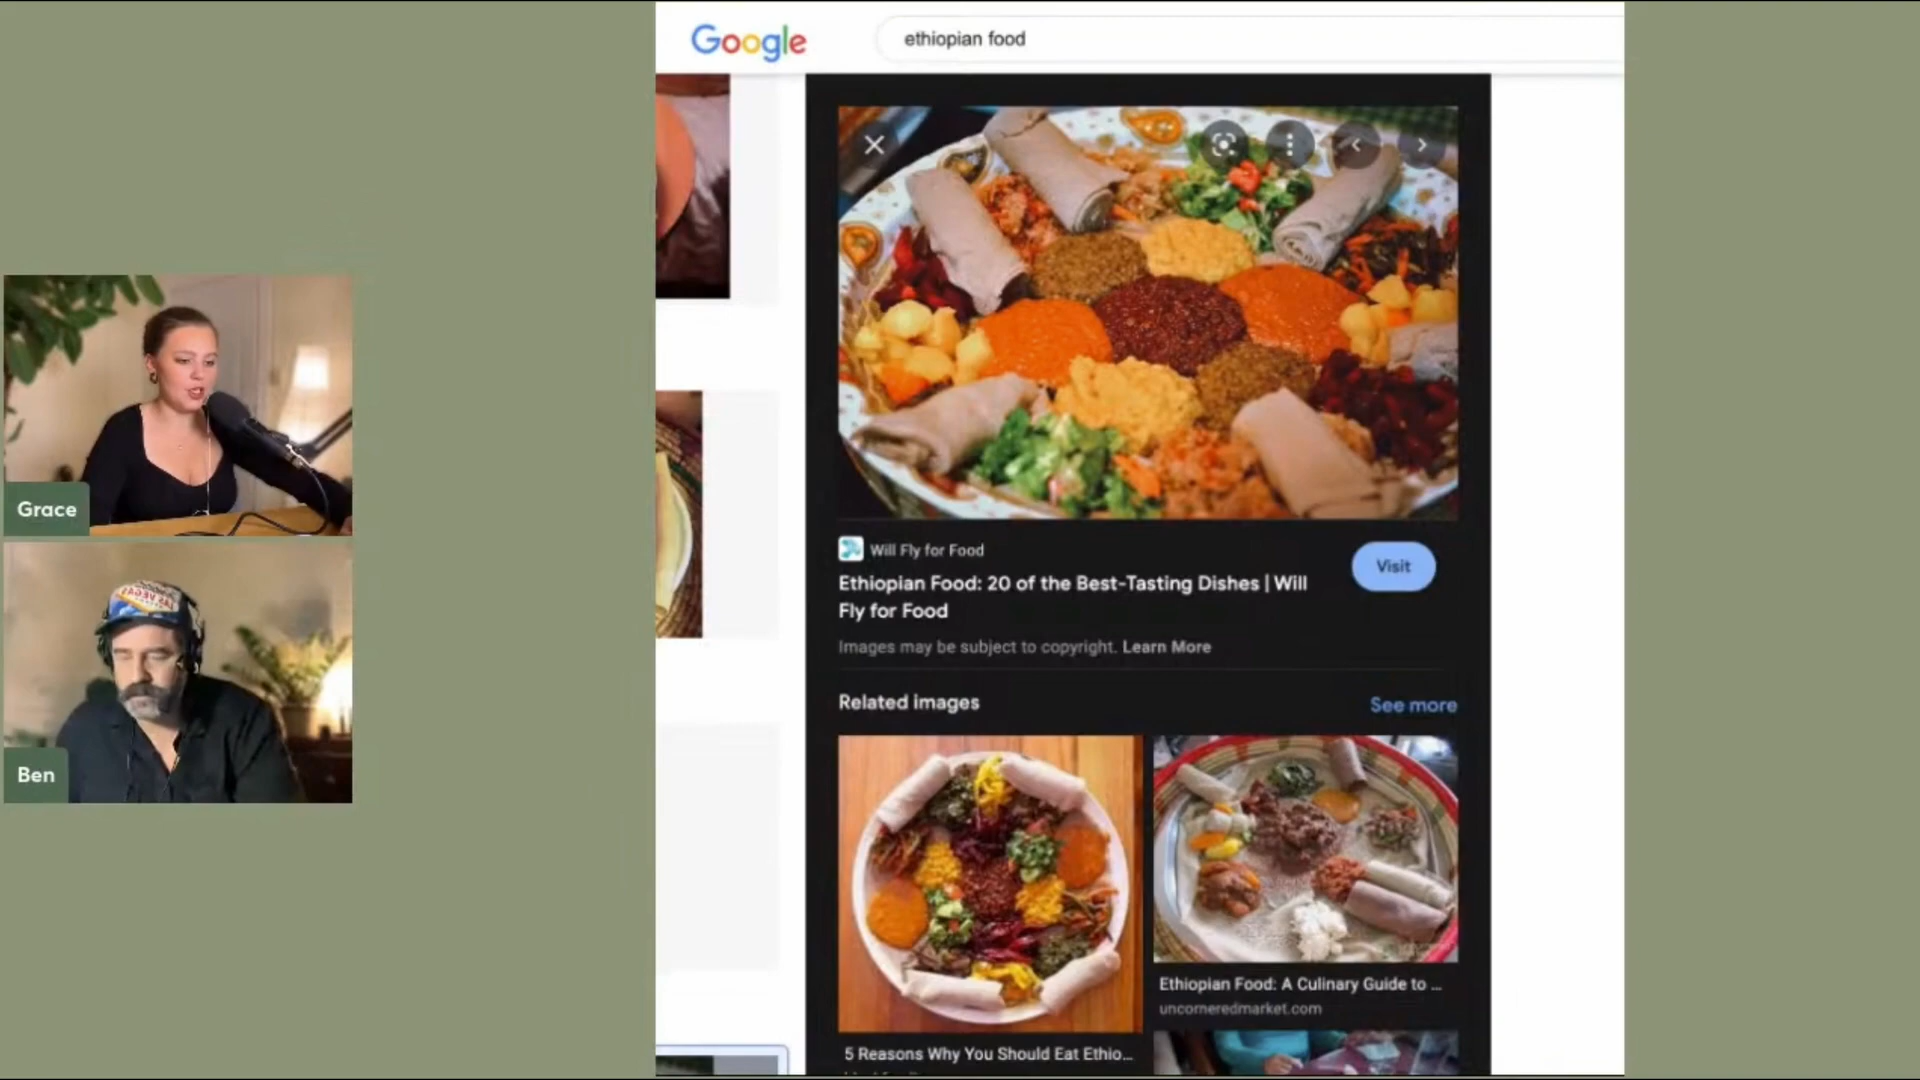 Google
ethiopian food
Will Fly for Food
Visit
Ethiopian Food: 20 of the Best-Tasting Dishes | Will
Fly for Food
Images may be subject to copyright. Learn More
Related images
See more
Grace
LAS VEGAS
Ben
Ethiopian Food: A Culinary Guide to ...
uncorneredmarket.com
5 Reasons Why You Should Eat Ethio...